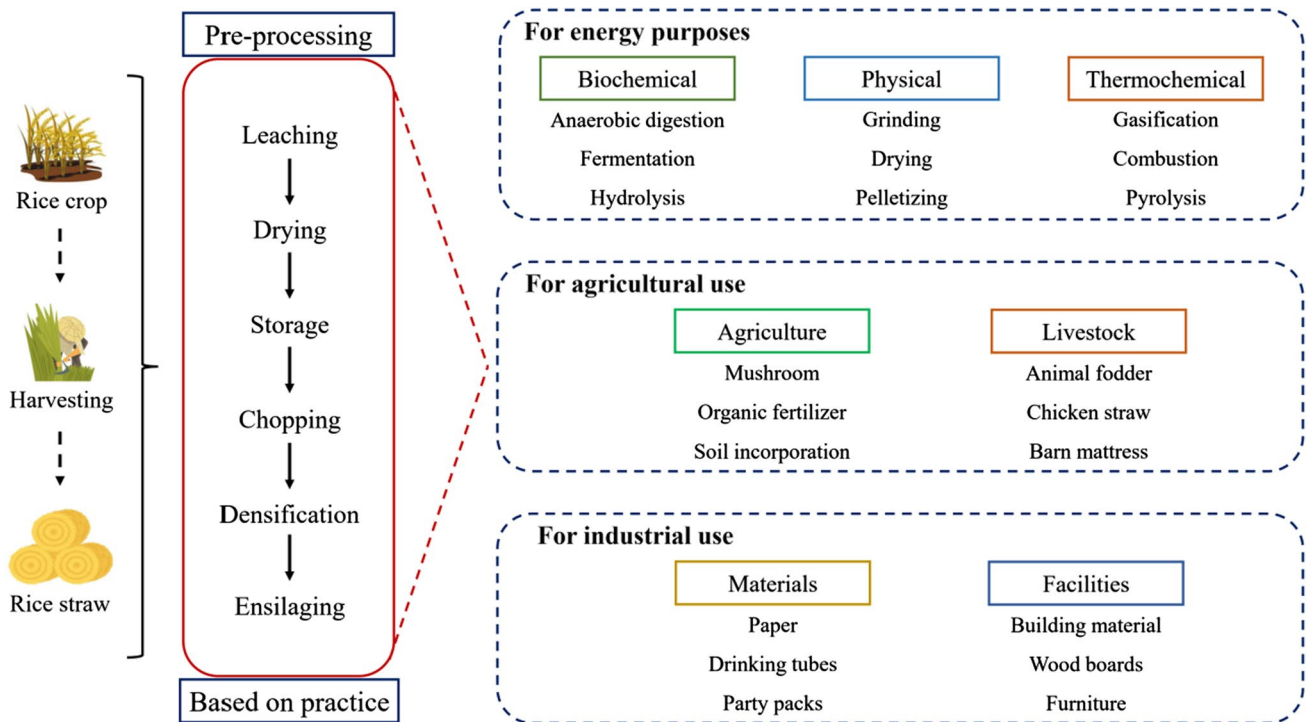 Rice crop
Harvesting
Rice straw
Pre-processing
Leaching
Drying
Storage
Chopping
Densification
Ensilaging
Based on practice
For energy purposes
Biochemical
Anaerobic digestion
Fermentation
Hydrolysis
Physical
Grinding
Drying
Pelletizing
Thermochemical
Gasification
Combustion
Pyrolysis
For agricultural use
Agriculture
Mushroom
Organic fertilizer
Soil incorporation
Livestock
Animal fodder
Chicken straw
Barn mattress
For industrial use
Materials
Paper
Drinking tubes
Party packs
Facilities
Building material
Wood boards
Furniture